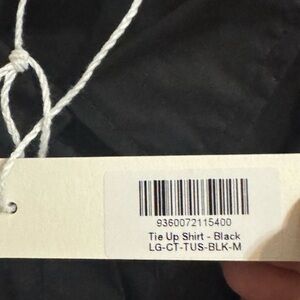 9360072115400
Tie Up Shirt - Black
LG-CT-TUS-BLK-M